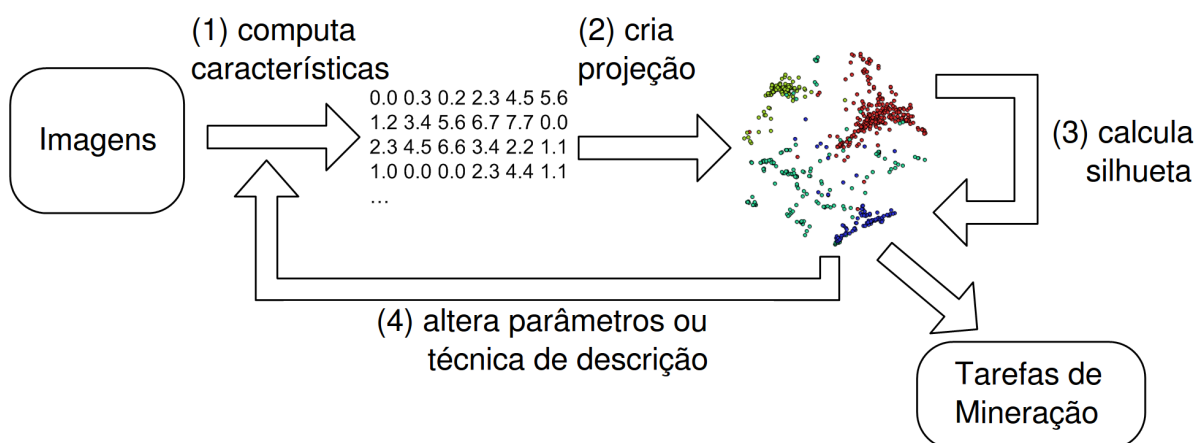 (1) computa
características
(2) cria
projeção
Imagens
0.0 0.3 0.2 2.3 4.5 5.6
1.2 3.4 5.6 6.7 7.7 0.0
2.3 4.5 6.6 3.4 2.2 1.1
1.0 0.0 0.0 2.3 4.4 1.1
...
(3) calcula
silhueta
(4) altera parâmetros ou
técnica de descrição
Tarefas de
Mineração